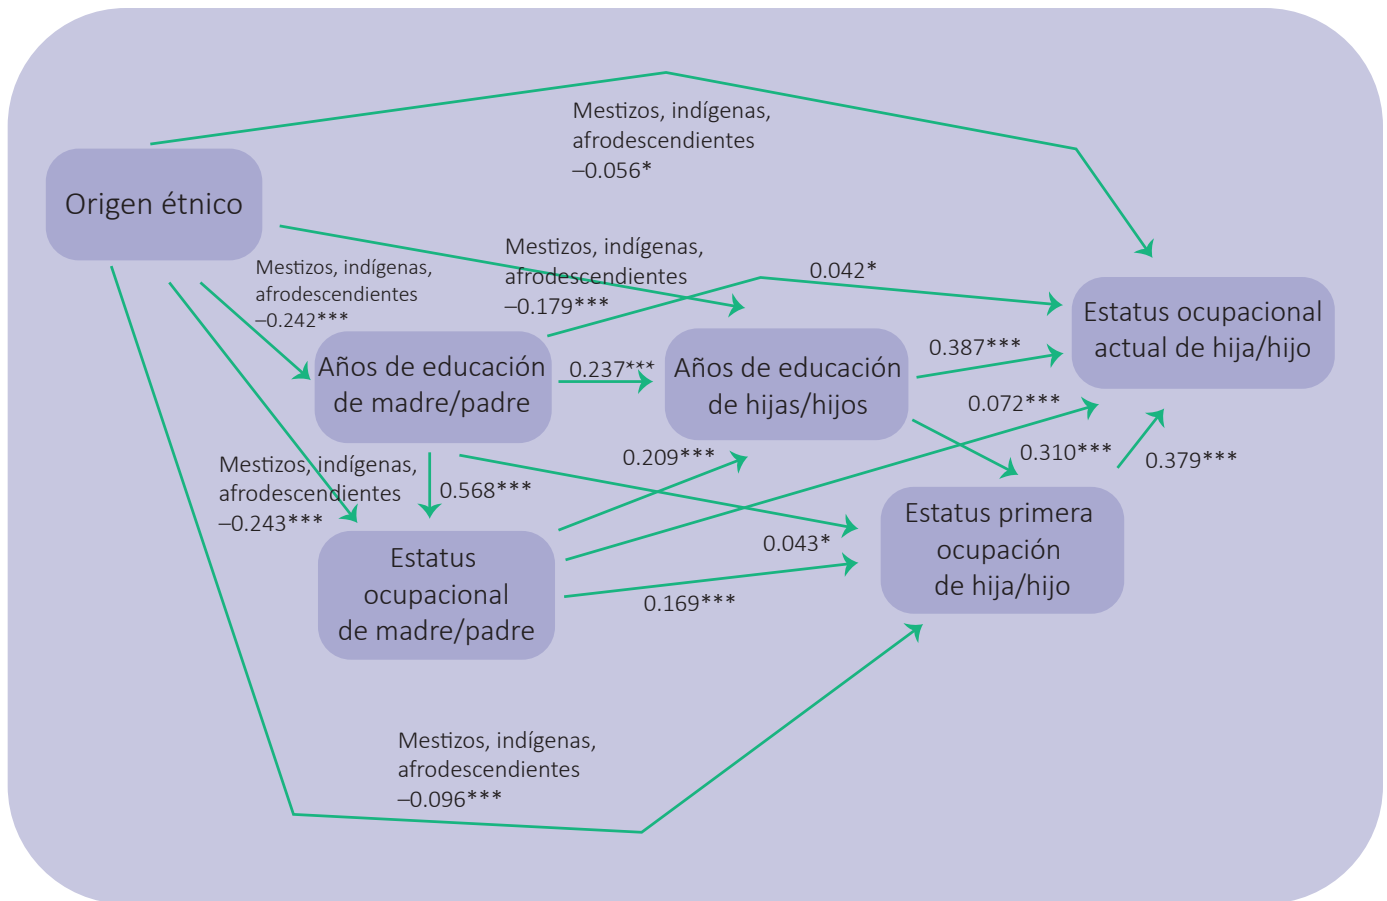 Mestizos, indígenas,
afrodescendientes
–0.056*
Origen étnico
Mestizos, indígenas,
afrodescendientes
–0.179***
0.042*
Mestizos, indígenas,
afrodescendientes
–0.242***
Estatus ocupacional
actual de hija/hijo
Años de educación
de madre/padre
0.237***
Años de educación
de hijas/hijos
0.387***
0.072***
0.310***
0.379***
Mestizos, indígenas,
afrodescendientes
–0.243***
0.568***
0.209***
0.043*
0.169***
Estatus
ocupacional
de madre/padre
Estatus primera
ocupación
de hija/hijo
Mestizos, indígenas,
afrodescendientes
–0.096***